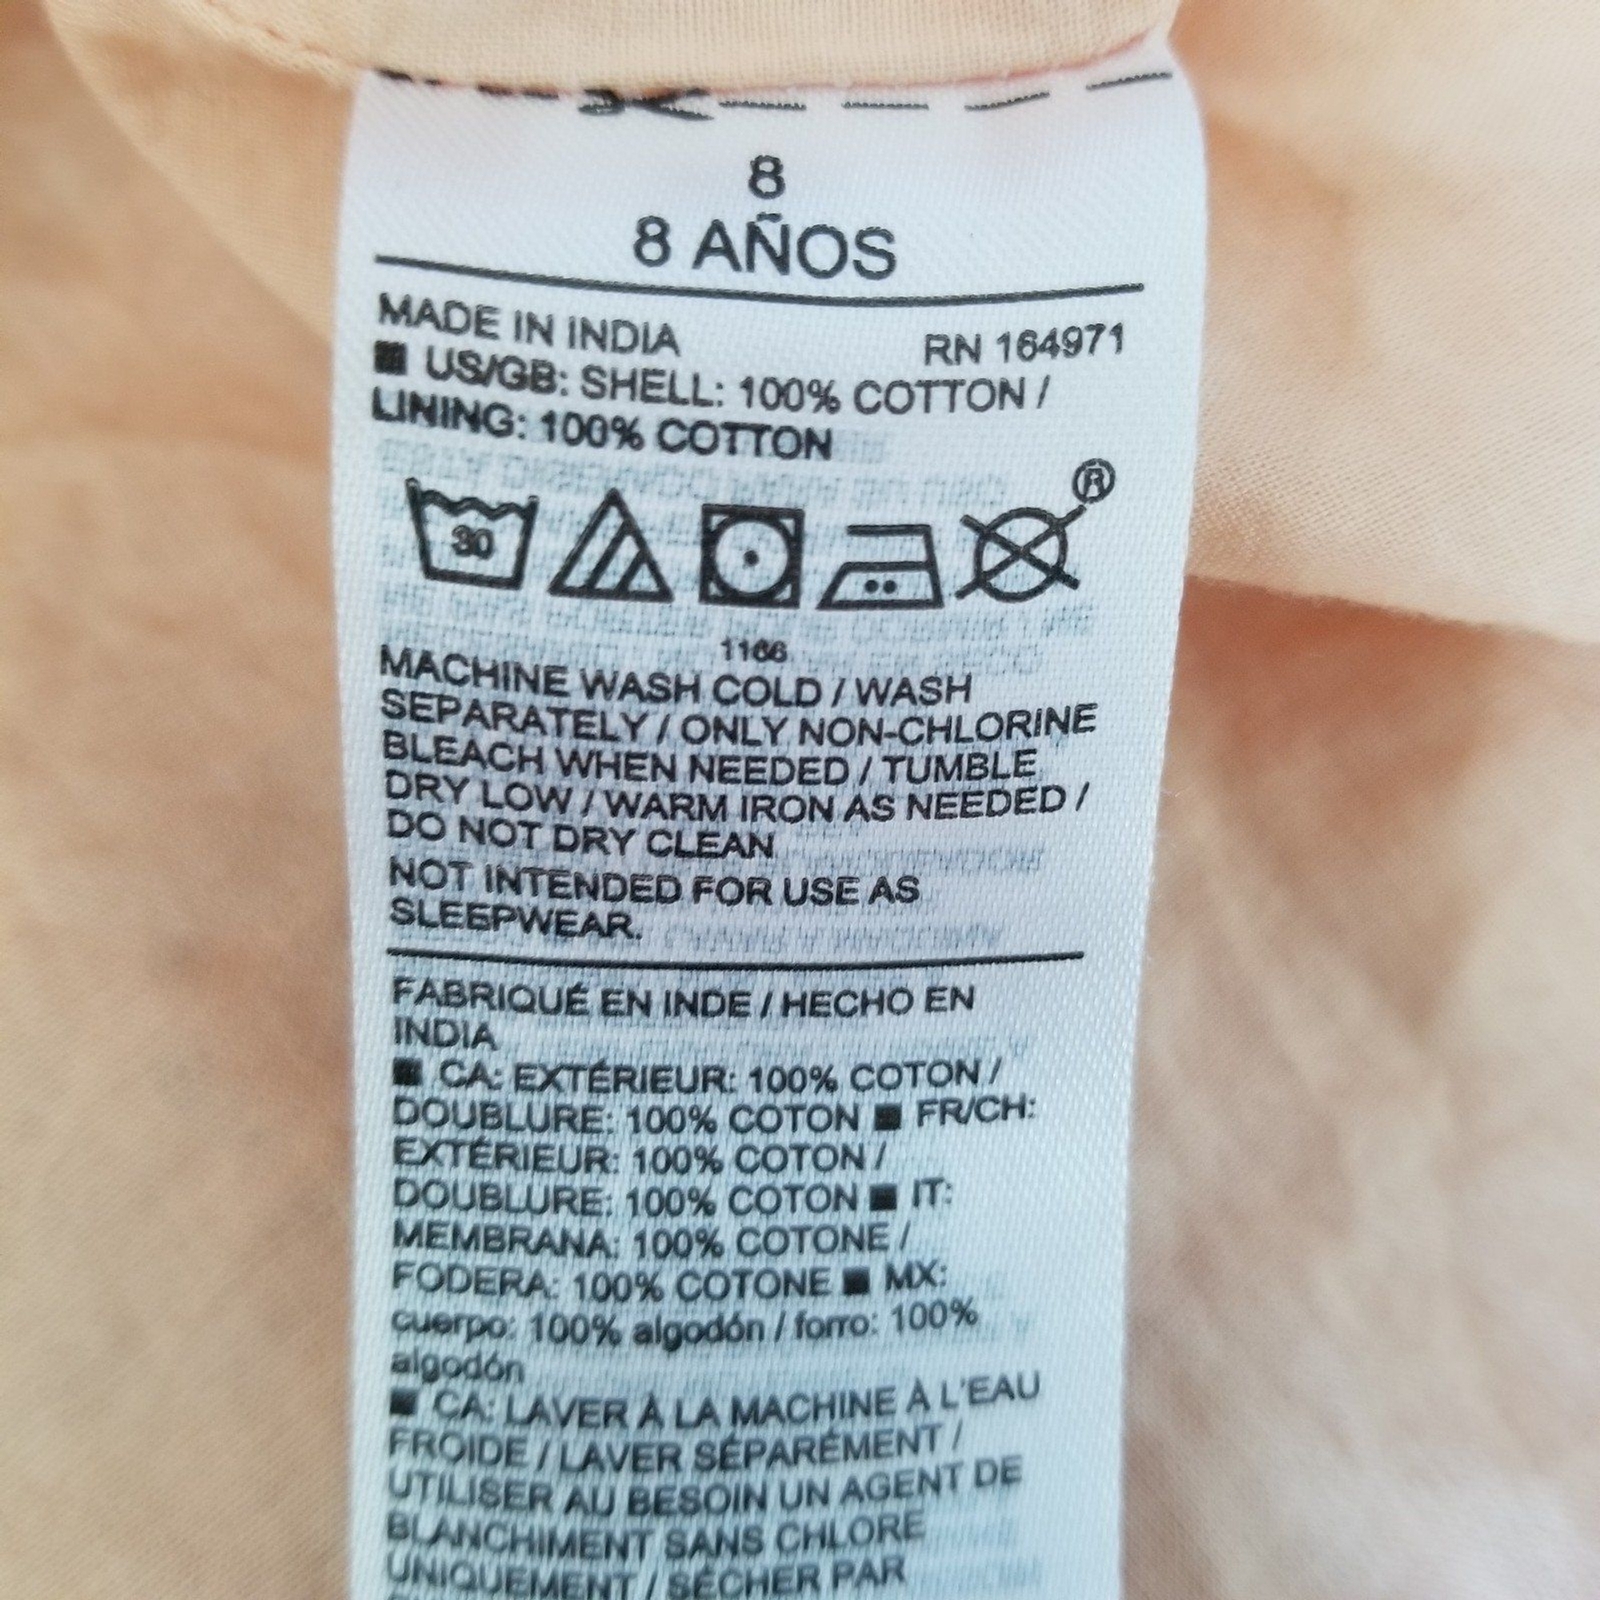 8
8 AÑOS
MADE IN INDIA RN 164971
■ US/GB: SHELL: 100% COTTON /
LINING: 100% COTTON
30
®
1166
MACHINE WASH COLD / WASH
SEPARATELY / ONLY NON-CHLORINE
BLEACH WHEN NEEDED / TUMBLE
DRY LOW / WARM IRON AS NEEDED /
DO NOT DRY CLEAN
NOT INTENDED FOR USE AS
SLEEPWEAR.
FABRIQUÉ EN INDE / HECHO EN
INDIA
■ CA: EXTÉRIEUR: 100% COTON /
DOUBLURE: 100% COTON ■ FR/CH:
EXTÉRIEUR: 100% COTON /
DOUBLURE: 100% COTON ■ IT:
MEMBRANA: 100% COTONE /
FODERA: 100% COTONE ■ MX:
cuerpo: 100% algodón / forro: 100%
algodón
■ CA: LAVER À LA MACHINE À L'EAU
FROIDE / LAVER SÉPARÉMENT /
UTILISER AU BESOIN UN AGENT DE
BLANCHIMENT SANS CHLORE
UNIQUEMENT / SÉCHER PAR